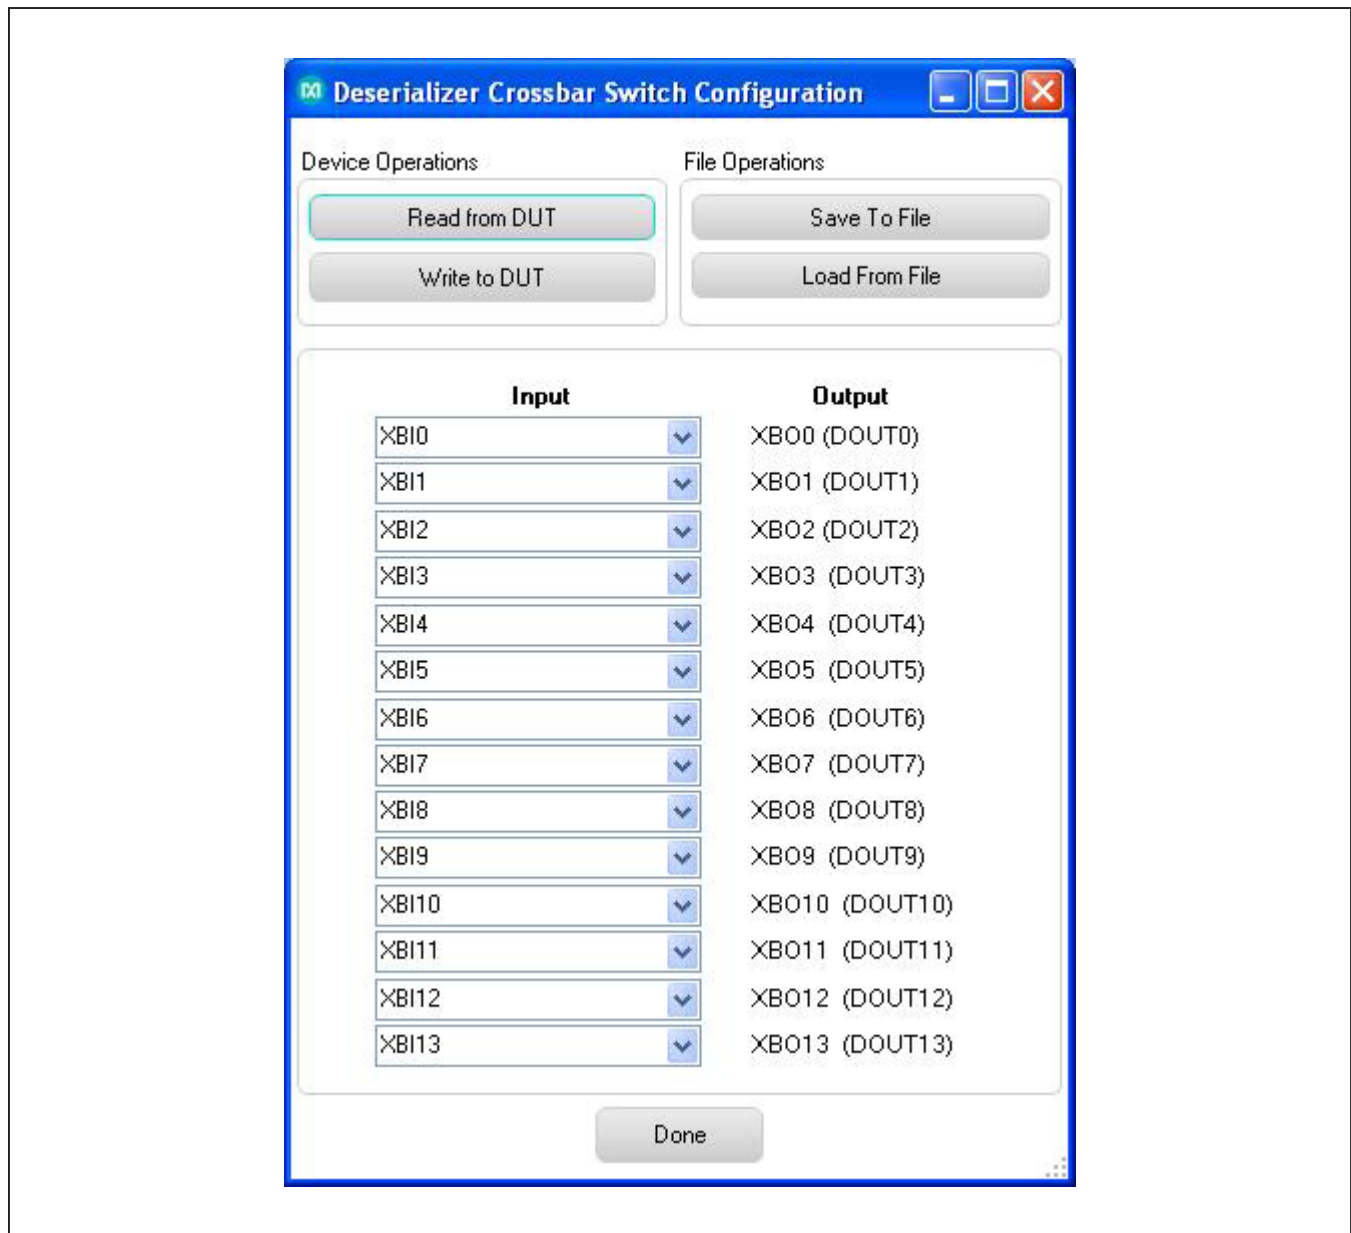 Deserializer Crossbar Switch Configuration
Device Operations
File Operations
Read from DUT
Save To File
Write to DUT
Load From File
Input Output
XBI0 XBO0 (DOUT0)
XBI1 XBO1 (DOUT1)
XBI2 XBO2 (DOUT2)
XBI3 XBO3 (DOUT3)
XBI4 XBO4 (DOUT4)
XBI5 XBO5 (DOUT5)
XBI6 XBO6 (DOUT6)
XBI7 XBO7 (DOUT7)
XBI8 XBO8 (DOUT8)
XBI9 XBO9 (DOUT9)
XBI10 XBO10 (DOUT10)
XBI11 XBO11 (DOUT11)
XBI12 XBO12 (DOUT12)
XBI13 XBO13 (DOUT13)
Done